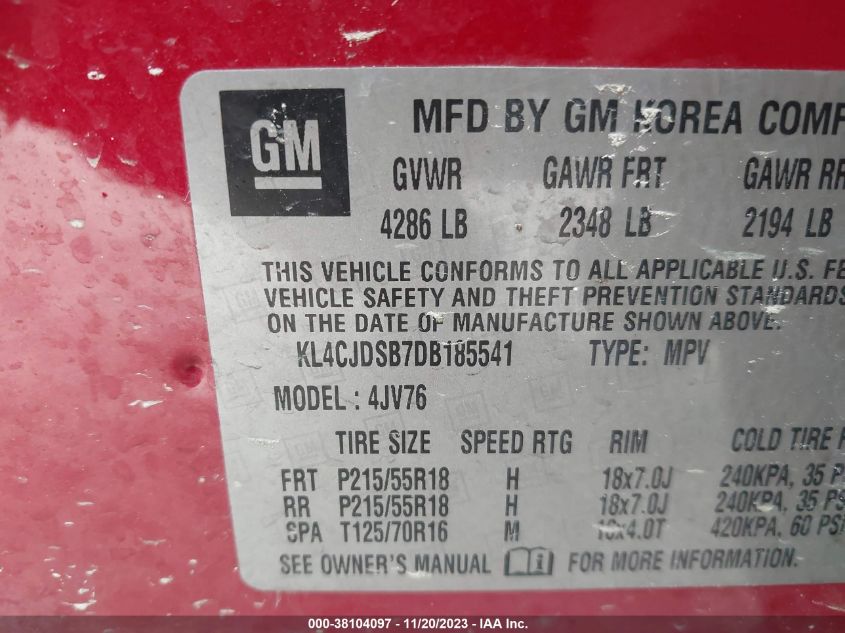 GM
MFD BY GM KOREA COMP
GVWR GAWR FRT GAWR RR
4286 LB 2348 LB 2194 LB
THIS VEHICLE CONFORMS TO ALL APPLICABLE U.S. FE
VEHICLE SAFETY AND THEFT PREVENTION STANDARDS
ON THE DATE OF MANUFACTURE SHOWN ABOVE.
KL4CJDSB7DB185541 TYPE: MPV
MODEL : 4JV76
TIRE SIZE SPEED RTG RIM COLD TIRE
FRT P215/55R18 H 18x7.0J 240KPA, 35 P
RR P215/55R18 H 18x7.0J 240KPA, 35 PS
SPA T125/70R16 M 16x4.0T 420KPA, 60 PSI
SEE OWNER'S MANUAL FOR MORE INFORMATION.
000-38104097 - 11/20/2023 - IAA Inc.